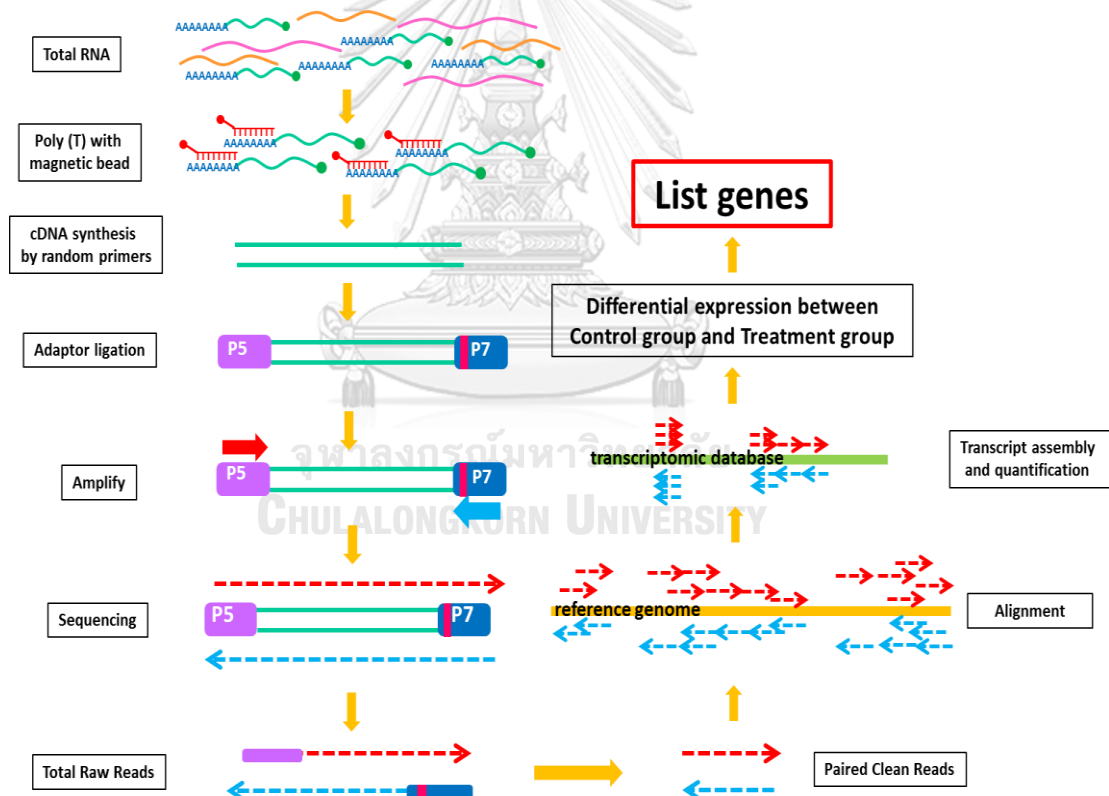 Total RNA
AAAAAAAA
AAAAAAAA
AAAAAAAA
AAAAAAAA
AAAAAAAA
AAAAAAAA
Poly (T) with
magnetic bead
AAAAAAAA
AAAAAAAA
AAAAAAAA
AAAAAAAA
cDNA synthesis
by random primers
Adaptor ligation
P5
P7
Amplify
P5
P7
Sequencing
P5
P7
Total Raw Reads
Paired Clean Reads
reference genome
Alignment
transcriptomic database
Transcript assembly
and quantification
Differential expression between
Control group and Treatment group
List genes
จุฬาลงกรณ์มหาวิทยาลัย
CHULALONGKORN UNIVERSITY